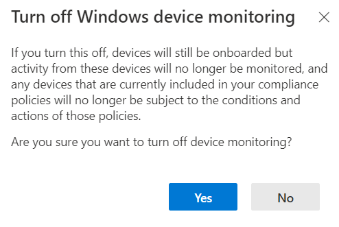 Turn off Windows device monitoring
If you turn this off, devices will still be onboarded but
activity from these devices will no longer be monitored, and
any devices that are currently included in your compliance
policies will no longer be subject to the conditions and
actions of those policies.
Are you sure you want to turn off device monitoring?
Yes
No